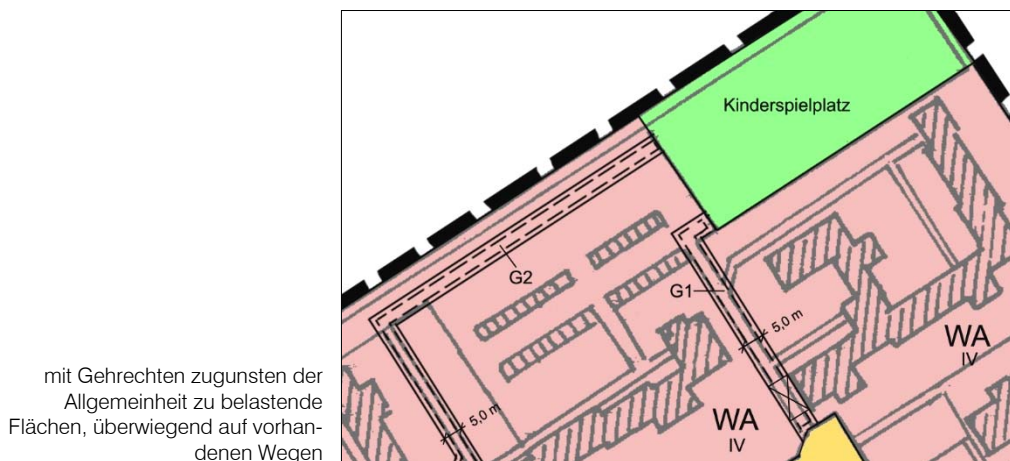 Kinderspielplatz
G2
G1
5,0 m
WA
IV
5,0 m
WA
IV
mit Gehrechten zugunsten der
Allgemeinheit zu belastende
Flächen, überwiegend auf vorhan-
denen Wegen